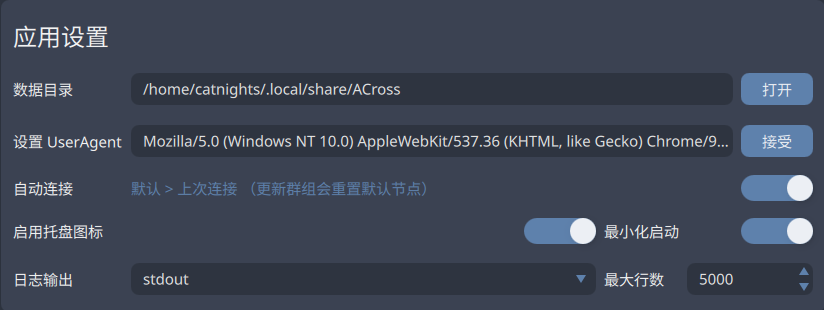 应用设置
数据目录 /home/catnights/.local/share/ACross 打开
设置 UserAgent Mozilla/5.0 (Windows NT 10.0) AppleWebKit/537.36 (KHTML, like Gecko) Chrome/9... 接受
自动连接 默认 > 上次连接 （更新群组会重置默认节点）
启用托盘图标 最小化启动
日志输出 stdout 最大行数 5000